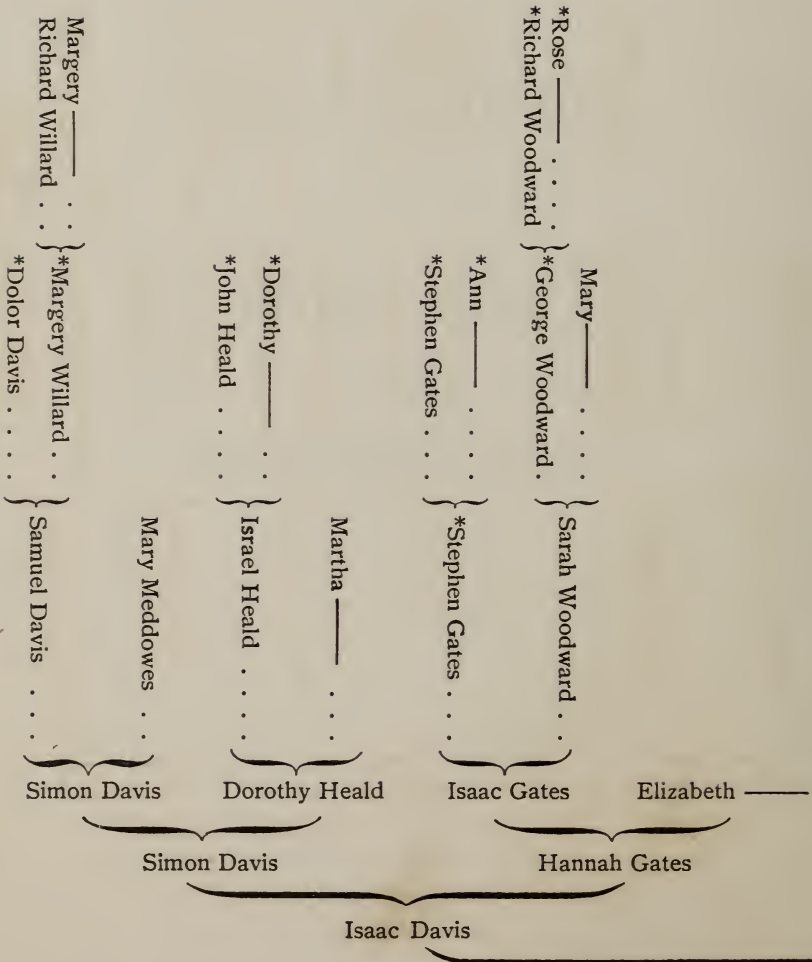 *Rose —— . . . .
*Richard Woodward
Margery —— . .
Richard Willard . .
Mary —— . . . .
*George Woodward .
*Ann —— . . . .
*Stephen Gates . . .
*Dorothy —— . .
*John Heald . . . .
*Margery Willard . .
*Dolor Davis . . . .
Sarah Woodward .
*Stephen Gates . .
Martha —— . . .
Israel Heald . . . .
Mary Meddowes . .
Samuel Davis . . .
Simon Davis Dorothy Heald Isaac Gates Elizabeth ——
Simon Davis Hannah Gates
Isaac Davis